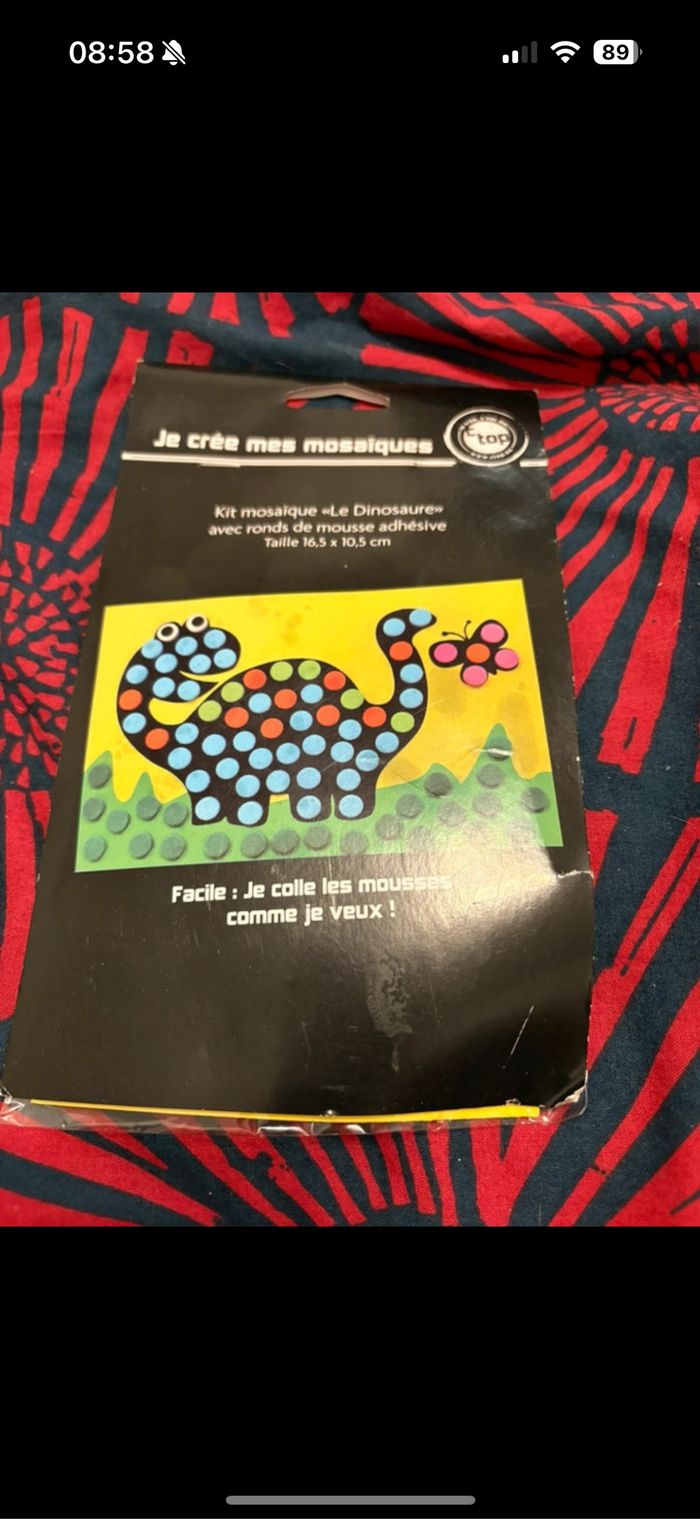 08:58
89
Je crée mes mosaïques
c top
Kit mosaïque «Le Dinosaure»
avec ronds de mousse adhésive
Taille 16,5 x 10,5 cm
Facile : Je colle les mousses
comme je veux !